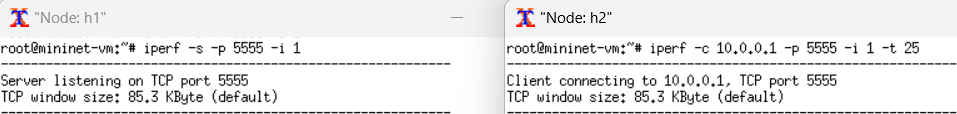 "Node: h1"
root@mininet-vm:~# iperf -s -p 5555 -i 1
------------------------------------------------------------
Server listening on TCP port 5555
TCP window size: 85.3 KByte (default)
------------------------------------------------------------
"Node: h2"
root@mininet-vm:~# iperf -c 10.0.0.1 -p 5555 -i 1 -t 25
------------------------------------------------------------
Client connecting to 10.0.0.1, TCP port 5555
TCP window size: 85.3 KByte (default)
------------------------------------------------------------